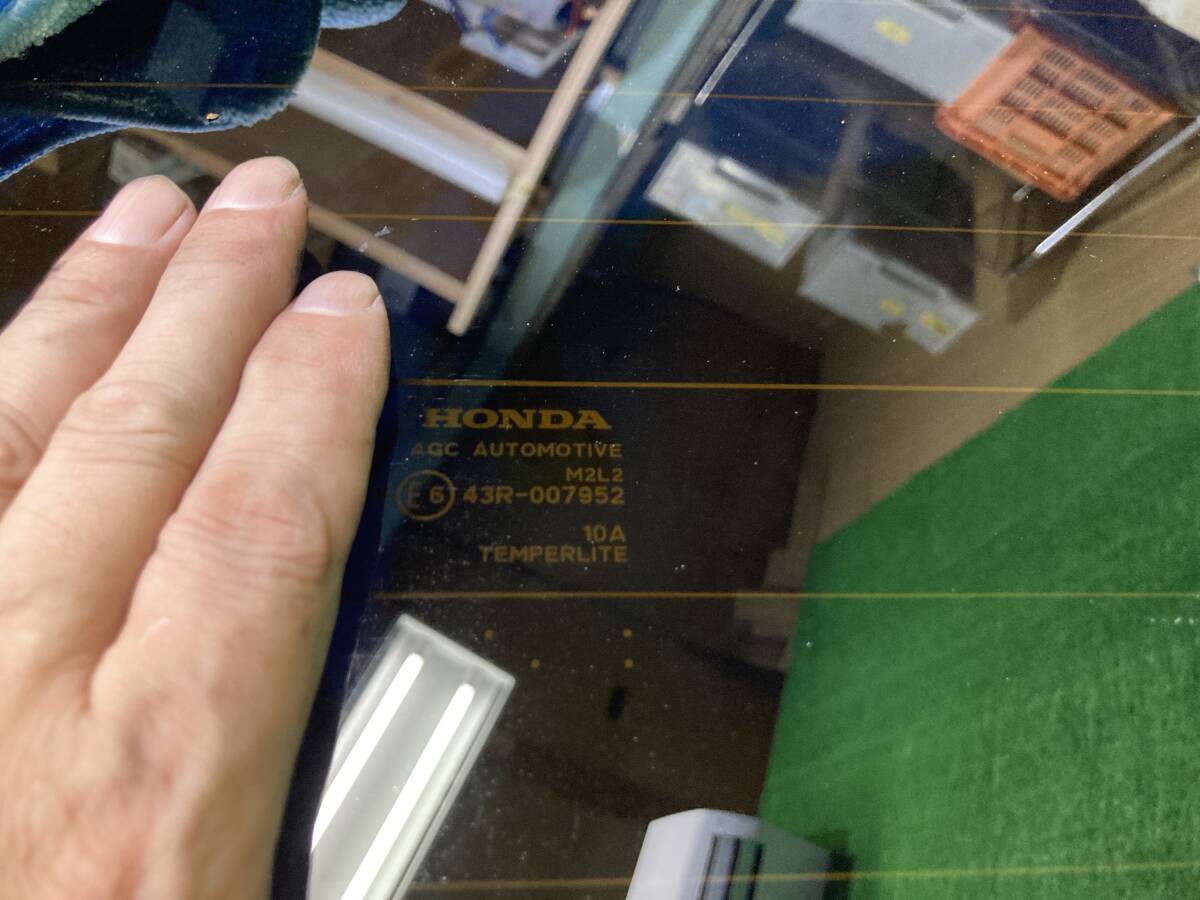 HONDA
AGC AUTOMOTIVE
M2L2
E6 43R-007952
10A
TEMPERLITE